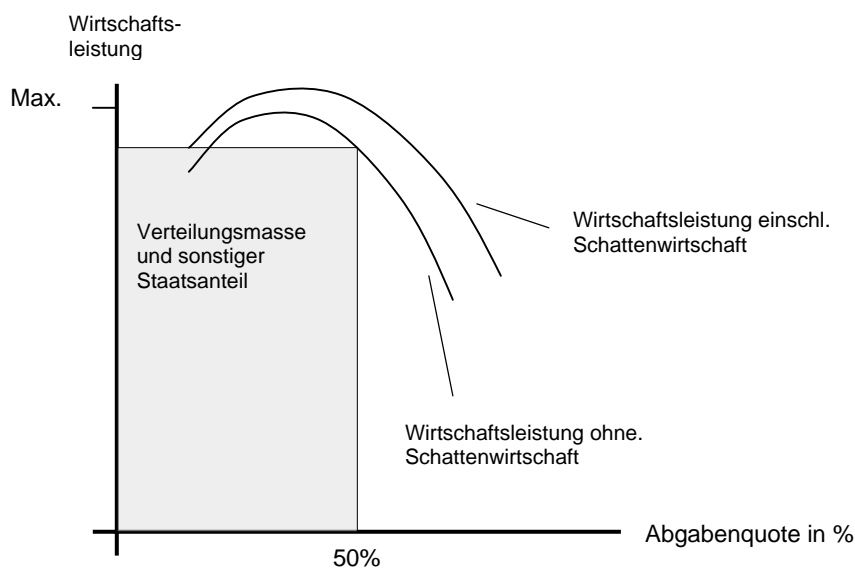 Wirtschafts-
leistung
Max.
Verteilungsmasse
und sonstiger
Staatsanteil
Wirtschaftsleistung einschl.
Schattenwirtschaft
Wirtschaftsleistung ohne.
Schattenwirtschaft
Abgabenquote in %
50%